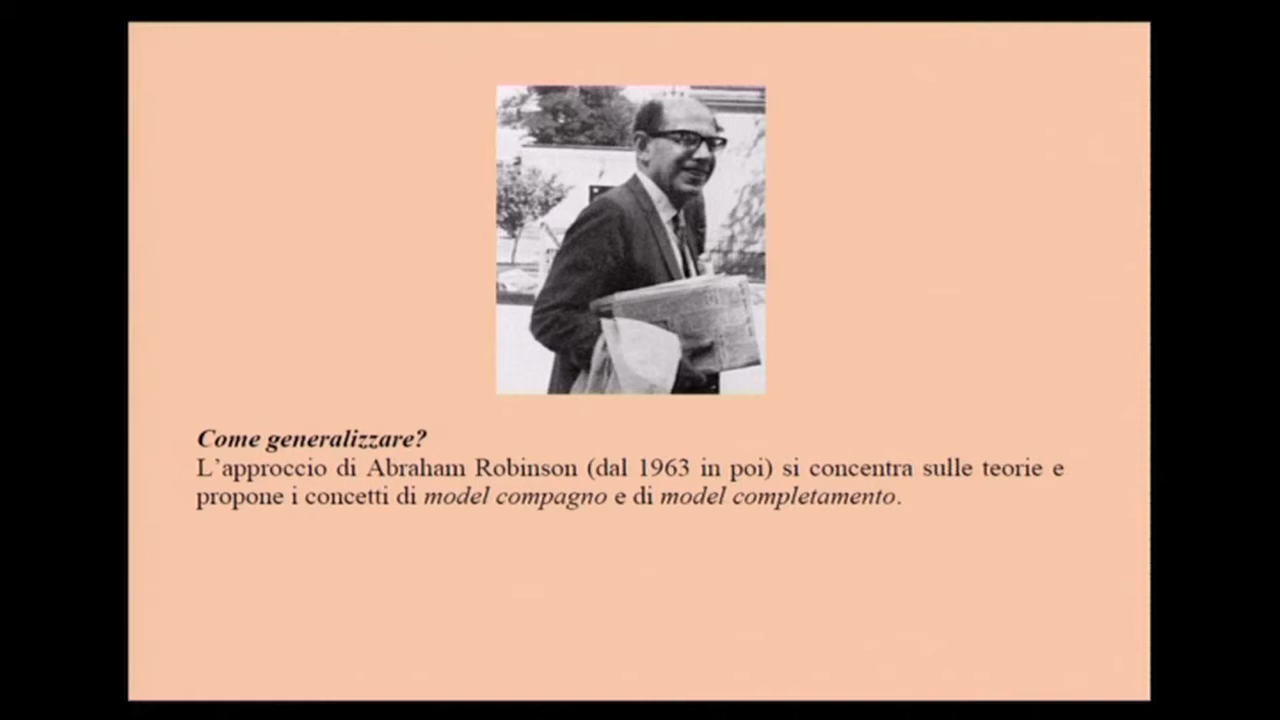 Come generalizzare?
L’approccio di Abraham Robinson (dal 1963 in poi) si concentra sulle teorie e
propone i concetti di model compagno e di model completamento.